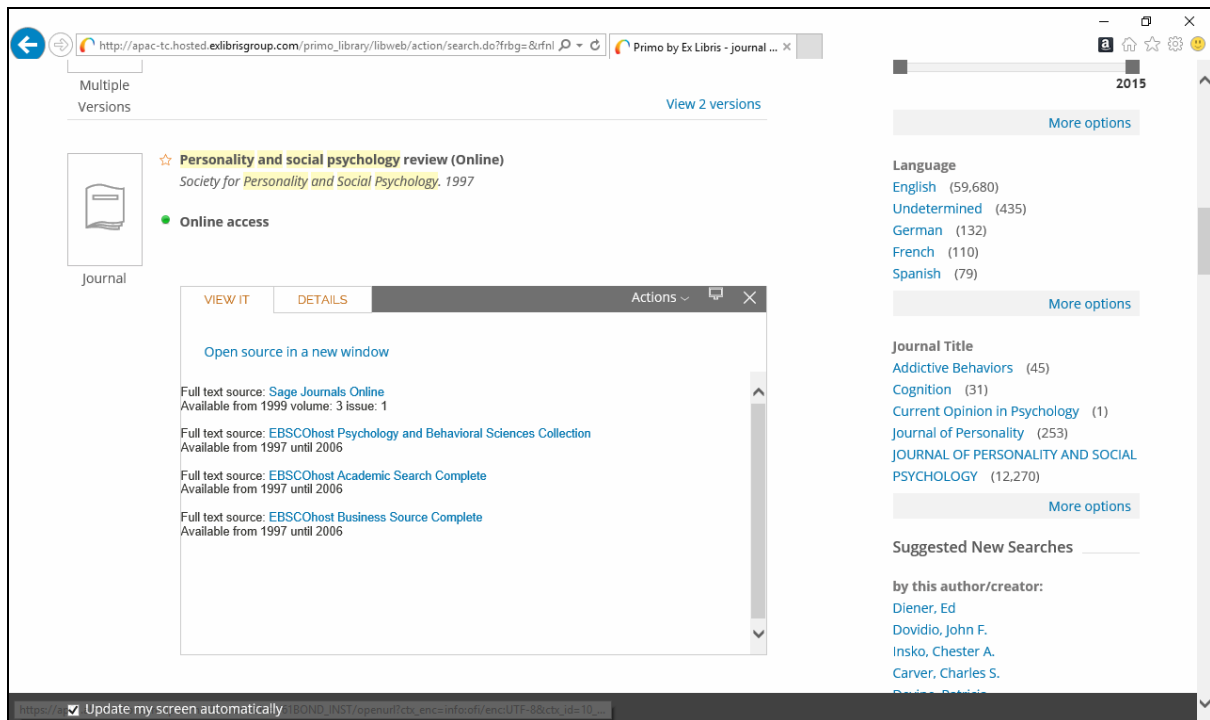 http://apac-tc.hosted.exlibrisgroup.com/primo_library/libweb/action/search.do?frbg=&rfnl
Primo by Ex Libris - journal ...
Multiple
Versions
View 2 versions
Personality and social psychology review (Online)
Society for Personality and Social Psychology. 1997
Online access
Journal
VIEW IT
DETAILS
Actions
Open source in a new window
Full text source: Sage Journals Online
Available from 1999 volume: 3 issue: 1
Full text source: EBSCOhost Psychology and Behavioral Sciences Collection
Available from 1997 until 2006
Full text source: EBSCOhost Academic Search Complete
Available from 1997 until 2006
Full text source: EBSCOhost Business Source Complete
Available from 1997 until 2006
2015
More options
Language
English (59,680)
Undetermined (435)
German (132)
French (110)
Spanish (79)
More options
Journal Title
Addictive Behaviors (45)
Cognition (31)
Current Opinion in Psychology (1)
Journal of Personality (253)
JOURNAL OF PERSONALITY AND SOCIAL
PSYCHOLOGY (12,270)
More options
Suggested New Searches
by this author/creator:
Diener, Ed
Dovidio, John F.
Insko, Chester A.
Carver, Charles S.
Update my screen automatically